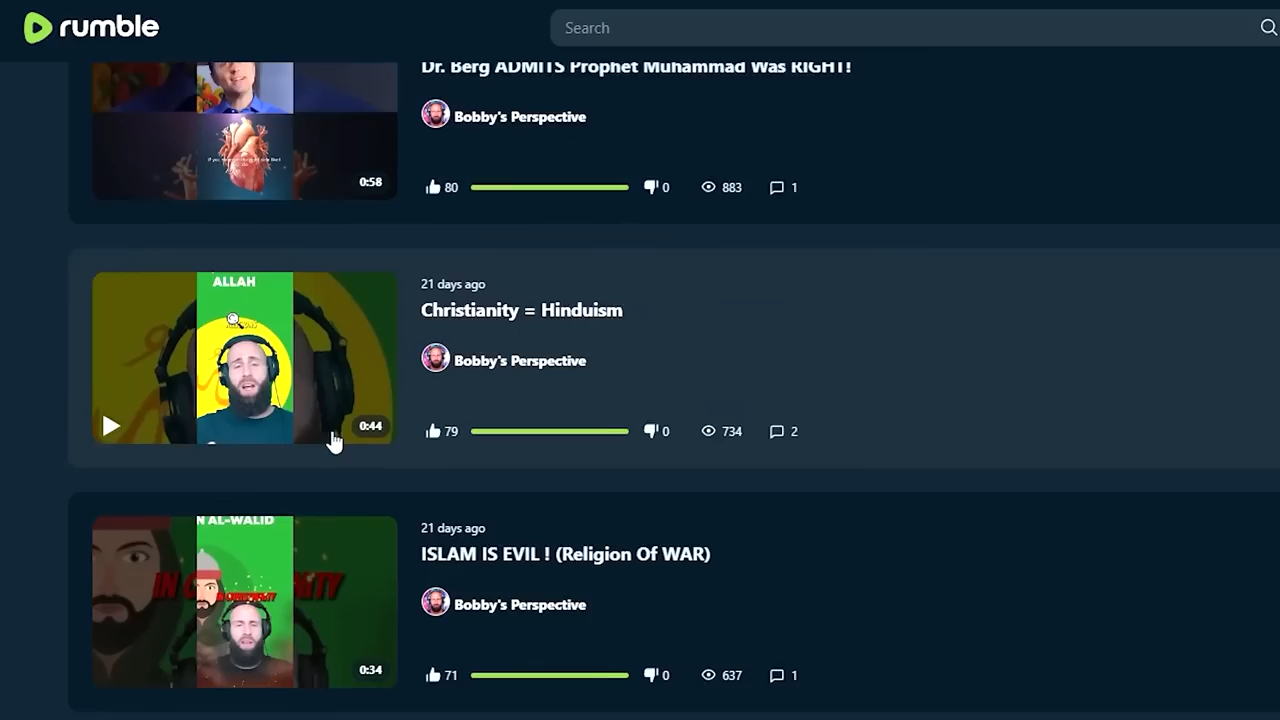 rumble
Search
Dr. Berg ADMITS Prophet Muhammad Was RIGHT!
Bobby's Perspective
0:58
80 0 883 1
ALLAH
21 days ago
Christianity = Hinduism
Bobby's Perspective
0:44
79 0 734 2
N AL-WALID
21 days ago
ISLAM IS EVIL ! (Religion Of WAR)
Bobby's Perspective
0:34
71 0 637 1